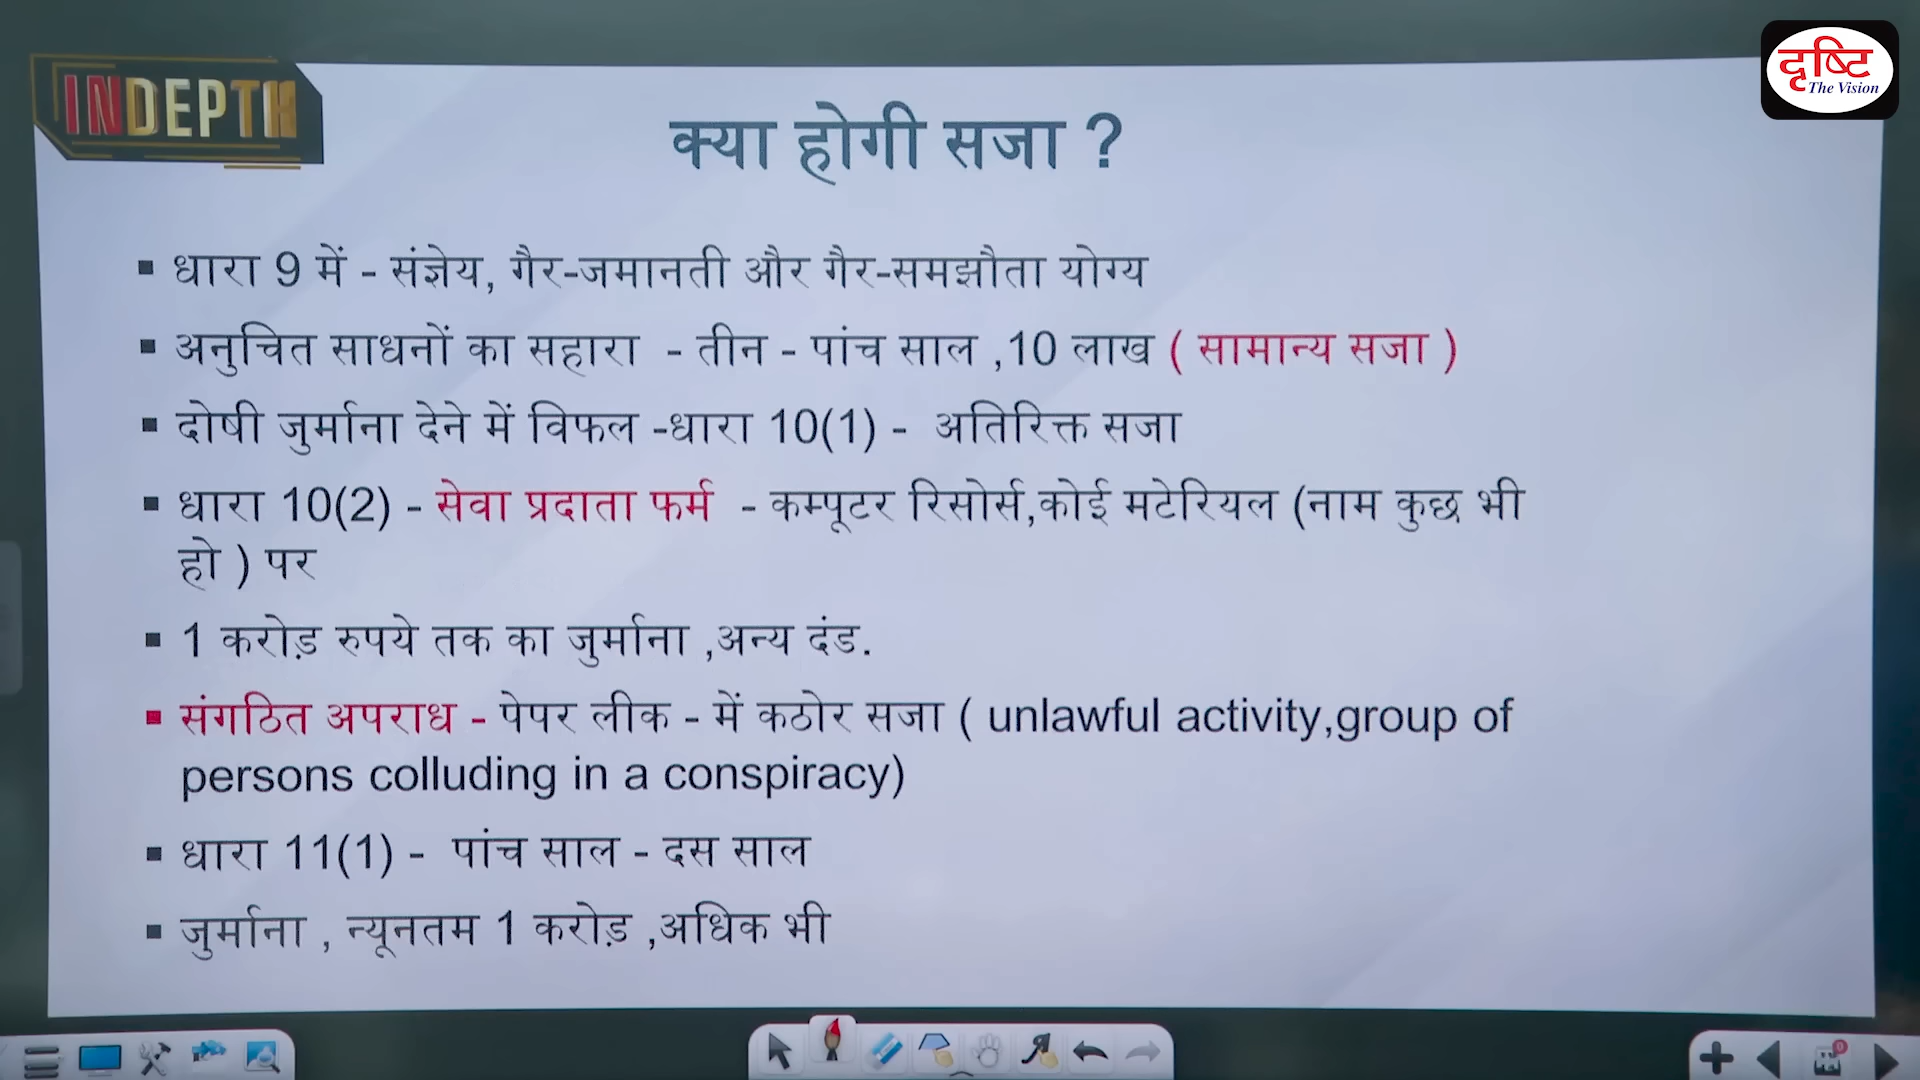 INDEPTH
दृष्टि
The Vision
क्या होगी सजा ?
▪ धारा 9 में - संज्ञेय, गैर-जमानती और गैर-समझौता योग्य
▪ अनुचित साधनों का सहारा - तीन - पांच साल ,10 लाख ( सामान्य सजा )
▪ दोषी जुर्माना देने में विफल -धारा 10(1) - अतिरिक्त सजा
▪ धारा 10(2) - सेवा प्रदाता फर्म - कम्पूटर रिसोर्स,कोई मटेरियल (नाम कुछ भी
हो ) पर
▪ 1 करोड़ रुपये तक का जुर्माना ,अन्य दंड.
▪ संगठित अपराध - पेपर लीक - में कठोर सजा ( unlawful activity,group of
persons colluding in a conspiracy)
▪ धारा 11(1) - पांच साल - दस साल
▪ जुर्माना , न्यूनतम 1 करोड़ ,अधिक भी